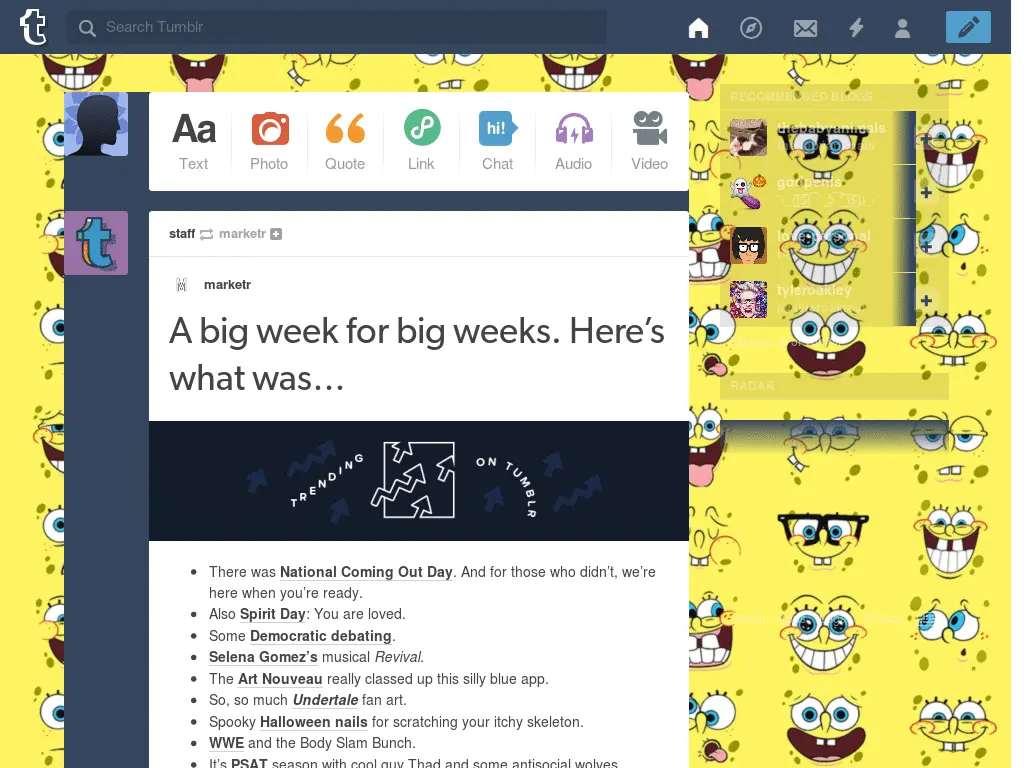 Search Tumblr
Aa
hi!
Text
Photo
Quote
Link
Chat
Audio
Video
staff marketr
marketr
A big week for big weeks. Here’s
what was…
TRENDING ON TUMBLR
There was National Coming Out Day. And for those who didn’t, we’re
here when you’re ready.
Also Spirit Day: You are loved.
Some Democratic debating.
Selena Gomez’s musical Revival.
The Art Nouveau really classed up this silly blue app.
So, so much Undertale fan art.
Spooky Halloween nails for scratching your itchy skeleton.
WWE and the Body Slam Bunch.
It’s PSAT season with cool guy Thad and some antisocial wolves.
RECOMMENDED BLOGS
thebabyanimals
tyleroakley
RADAR